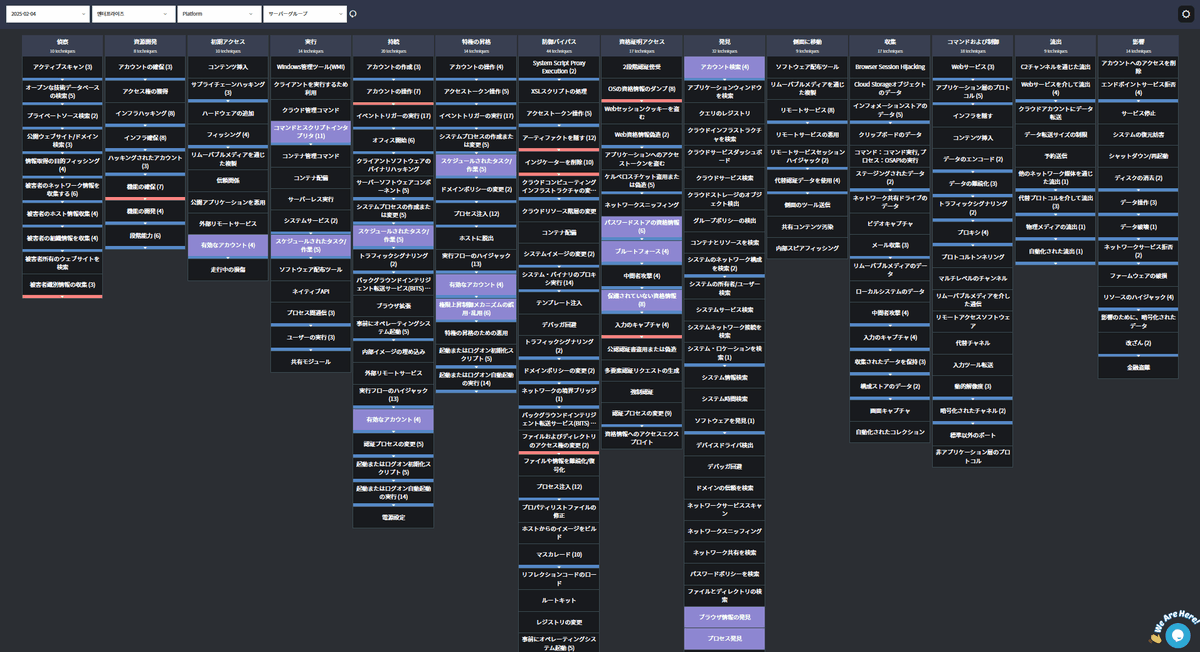 2025-02-04
엔터프라이즈
Platform
サーバーグループ
偵察
10 techniques
アクティブスキャン (3)
オープンな技術データベース
の検索 (5)
プライベートソース検索 (2)
公開ウェブサイト/ドメイン
検索 (3)
情報取得の目的フィッシング
(4)
被害者のネットワーク情報を
収集する (6)
被害者のホスト情報収集 (4)
被害者の組織情報を収集 (4)
被害者所有のウェブサイトを
検索
被害者識別情報の収集 (3)
資源開発
8 techniques
アカウントの確保 (3)
アクセス権の獲得
インフラハッキング (8)
インフラ確保 (8)
ハッキングされたアカウント
(3)
機能の確保 (7)
機能の開発 (4)
段階能力 (6)
初期アクセス
10 techniques
コンテンツ挿入
サプライチェーンハッキング
(3)
ハードウェアの追加
フィッシング (4)
リムーバブルメディアを通じ
た複製
信頼関係
公開アプリケーションを悪用
外部リモートサービス
有効なアカウント (4)
走行中の損傷
実行
14 techniques
Windows管理ツール(WMI)
クライアントを実行するため
利用
クラウド管理コマンド
コマンドとスクリプトインタ
プリタ (11)
コンテナ管理コマンド
コンテナ配備
サーバーレス実行
システムサービス (2)
スケジュールされたタスク/
作業 (5)
ソフトウェア配布ツール
ネイティブAPI
プロセス間通信 (3)
ユーザーの実行 (3)
共有モジュール
持続
20 techniques
アカウントの作成 (3)
アカウントの操作 (7)
イベントトリガーの実行 (17)
オフィス開始 (6)
クライアントソフトウェアの
バイナリハッキング
サーバーソフトウェアコンポー
ネント (5)
システムプロセスの作成また
は変更 (5)
スケジュールされたタスク/
作業 (5)
トラフィックシグナリング
(2)
バックグラウンドインテリジ
ェント転送サービス(BITS) ...
ブラウザ拡張
事前にオペレーティングシス
テム起動 (5)
内部イメージの埋め込み
外部リモートサービス
実行フローのハイジャック
(13)
有効なアカウント (4)
認証プロセスの変更 (5)
起動またはログオン初期化ス
クリプト (5)
起動またはログオン自動起動
の実行 (14)
電源設定
特権の昇格
14 techniques
アカウントの操作 (4)
アクセストークン操作 (5)
イベントトリガーの実行 (17)
システムプロセスの作成また
は変更 (5)
スケジュールされたタスク/
作業 (5)
ドメインポリシーの変更 (2)
プロセス注入 (12)
ホストに脱出
実行フローのハイジャック
(13)
有効なアカウント (4)
権限上昇制御メカニズムの誤
用·乱用 (6)
特権の昇格のための悪用
起動またはログオン初期化ス
クリプト (5)
起動またはログオン自動起動
の実行 (14)
防御バイパス
44 techniques
System Script Proxy
Execution (2)
XSLスクリプトの処理
アクセストークン操作 (5)
アーティファクトを隠す (12)
インジケーターを削除 (10)
クラウドコンピューティング
インフラストラクチャの変...
クラウドリソース階層の変更
コンテナ配備
システムイメージの変更 (2)
システム・バイナリのプロキ
シ実行 (14)
テンプレート注入
デバッガ回避
トラフィックシグナリング
(2)
ドメインポリシーの変更 (2)
ネットワークの境界ブリッジ
(1)
バックグラウンドインテリジ
ェント転送サービス(BITS) ...
ファイルおよびディレクトリ
のアクセス権の変更 (2)
ファイルや情報を難読化/復
号化
プロセス注入 (12)
プロパティリストファイルの
修正
ホストからのイメージをビル
ド
マスカレード (10)
リフレクションコードのロー
ド
ルートキット
レジストリの変更
事前にオペレーティングシス
テム起動 (5)
資格証明アクセス
17 techniques
2段階認証傍受
OSの資格情報のダンプ (8)
Webセッションクッキーを盗
む
Web資格情報偽造 (2)
アプリケーションへのアクセ
ストークンを盗む
ケルベロスチケット盗用また
は偽造 (5)
ネットワークスニッフィング
パスワードストアの資格情報
(6)
ブルートフォース (4)
中間者攻撃 (4)
保護されていない資格情報
(8)
入力のキャプチャ (4)
公認認証書盗用または偽造
多要素認証リクエストの生成
強制認証
認証プロセスの変更 (9)
資格情報へのアクセスエクス
プロイト
発見
32 techniques
アカウント検索 (4)
アプリケーションウィンドウ
を検索
クエリのレジストリ
クラウドインフラストラクチ
ャを検索
クラウドサービスダッシュボ
ード
クラウドサービス検索
クラウドストレージのオブジ
ェクト検出
グループポリシーの検出
コンテナとリソースを検索
システムのネットワーク構成
を検索 (2)
システムの所有者/ユーザー
検索
システムサービス検索
システムネットワーク接続を
検索
システム・ロケーションを検
索 (1)
システム情報検索
システム時間検索
ソフトウェアを発見 (1)
デバイスドライバ検出
デバッガ回避
ドメインの信頼を検索
ネットワークサービススキャ
ン
ネットワークスニッフィング
ネットワーク共有を検索
パスワードポリシーを検索
ファイルとディレクトリの検
索
ブラウザ情報の発見
プロセス発見
側面に移動
9 techniques
ソフトウェア配布ツール
リムーバブルメディアを通じ
た複製
リモートサービス (8)
リモートサービスの悪用
リモートサービスセッション
ハイジャック (2)
代替認証データを使用 (4)
側面のツール送信
共有コンテンツ汚染
内部スピアフィッシング
収集
17 techniques
Browser Session Hijacking
Cloud Storageオブジェクト
のデータ
インフォメーションストアの
データ (5)
クリップボードのデータ
コマンド：コマンド実行, プ
ロセス：OSAPIの実行
ステージングされたデータ
(2)
ネットワーク共有ドライブの
データ
ビデオキャプチャ
メール収集 (3)
リムーバブルメディアのデー
タ
ローカルシステムのデータ
中間者攻撃 (4)
入力のキャプチャ (4)
収集されたデータを保持 (3)
構成ストアのデータ (2)
画面キャプチャ
自動化されたコレクション
コマンドおよび制御
18 techniques
Webサービス (3)
アプリケーション層のプロト
コル (5)
インフラを隠す
コンテンツ挿入
データのエンコード (2)
データの難読化 (3)
トラフィックシグナリング
(2)
プロキシ (4)
プロトコルトンネリング
マルチレベルのチャンネル
リムーバブルメディアを介し
た通信
リモートアクセスソフトウェ
ア
代替チャネル
入力ツール転送
動的解像度 (3)
暗号化されたチャネル (2)
標準以外のポート
非アプリケーション層のプロ
トコル
流出
9 techniques
C2チャンネルを通じた流出
Webサービスを介して流出
(4)
クラウドアカウントにデータ
転送
データ転送サイズの制限
予約送信
他のネットワーク媒体を通じ
た流出 (1)
代替プロトコルを介して流出
(3)
物理メディアの流出 (1)
自動化された流出 (1)
影響
14 techniques
アカウントへのアクセスを削
除
エンドポイントサービス拒否
(4)
サービス停止
システムの復元妨害
シャットダウン/再起動
ディスクの消去 (2)
データ操作 (3)
データ破壊 (1)
ネットワークサービス拒否
(2)
ファームウェアの破損
リソースのハイジャック (4)
影響のために、暗号化された
データ
改ざん (2)
金融盗難
We Are Here!